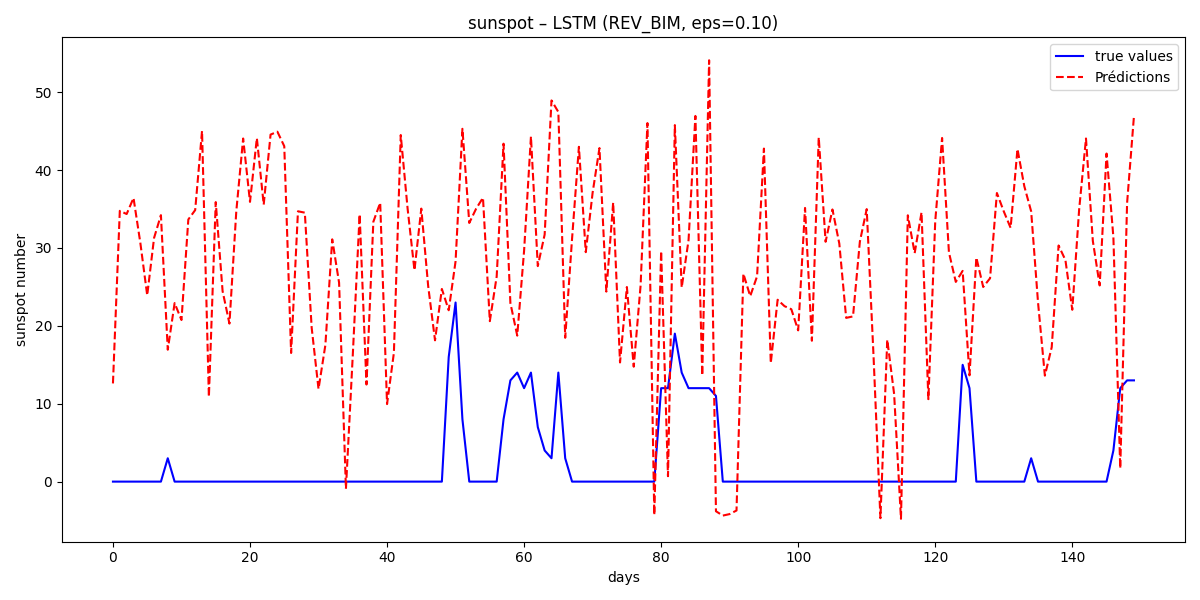 sunspot – LSTM (REV_BIM, eps=0.10)
true values
Prédictions
sunspot number
50
40
30
20
10
0
0 20 40 60 80 100 120 140
days